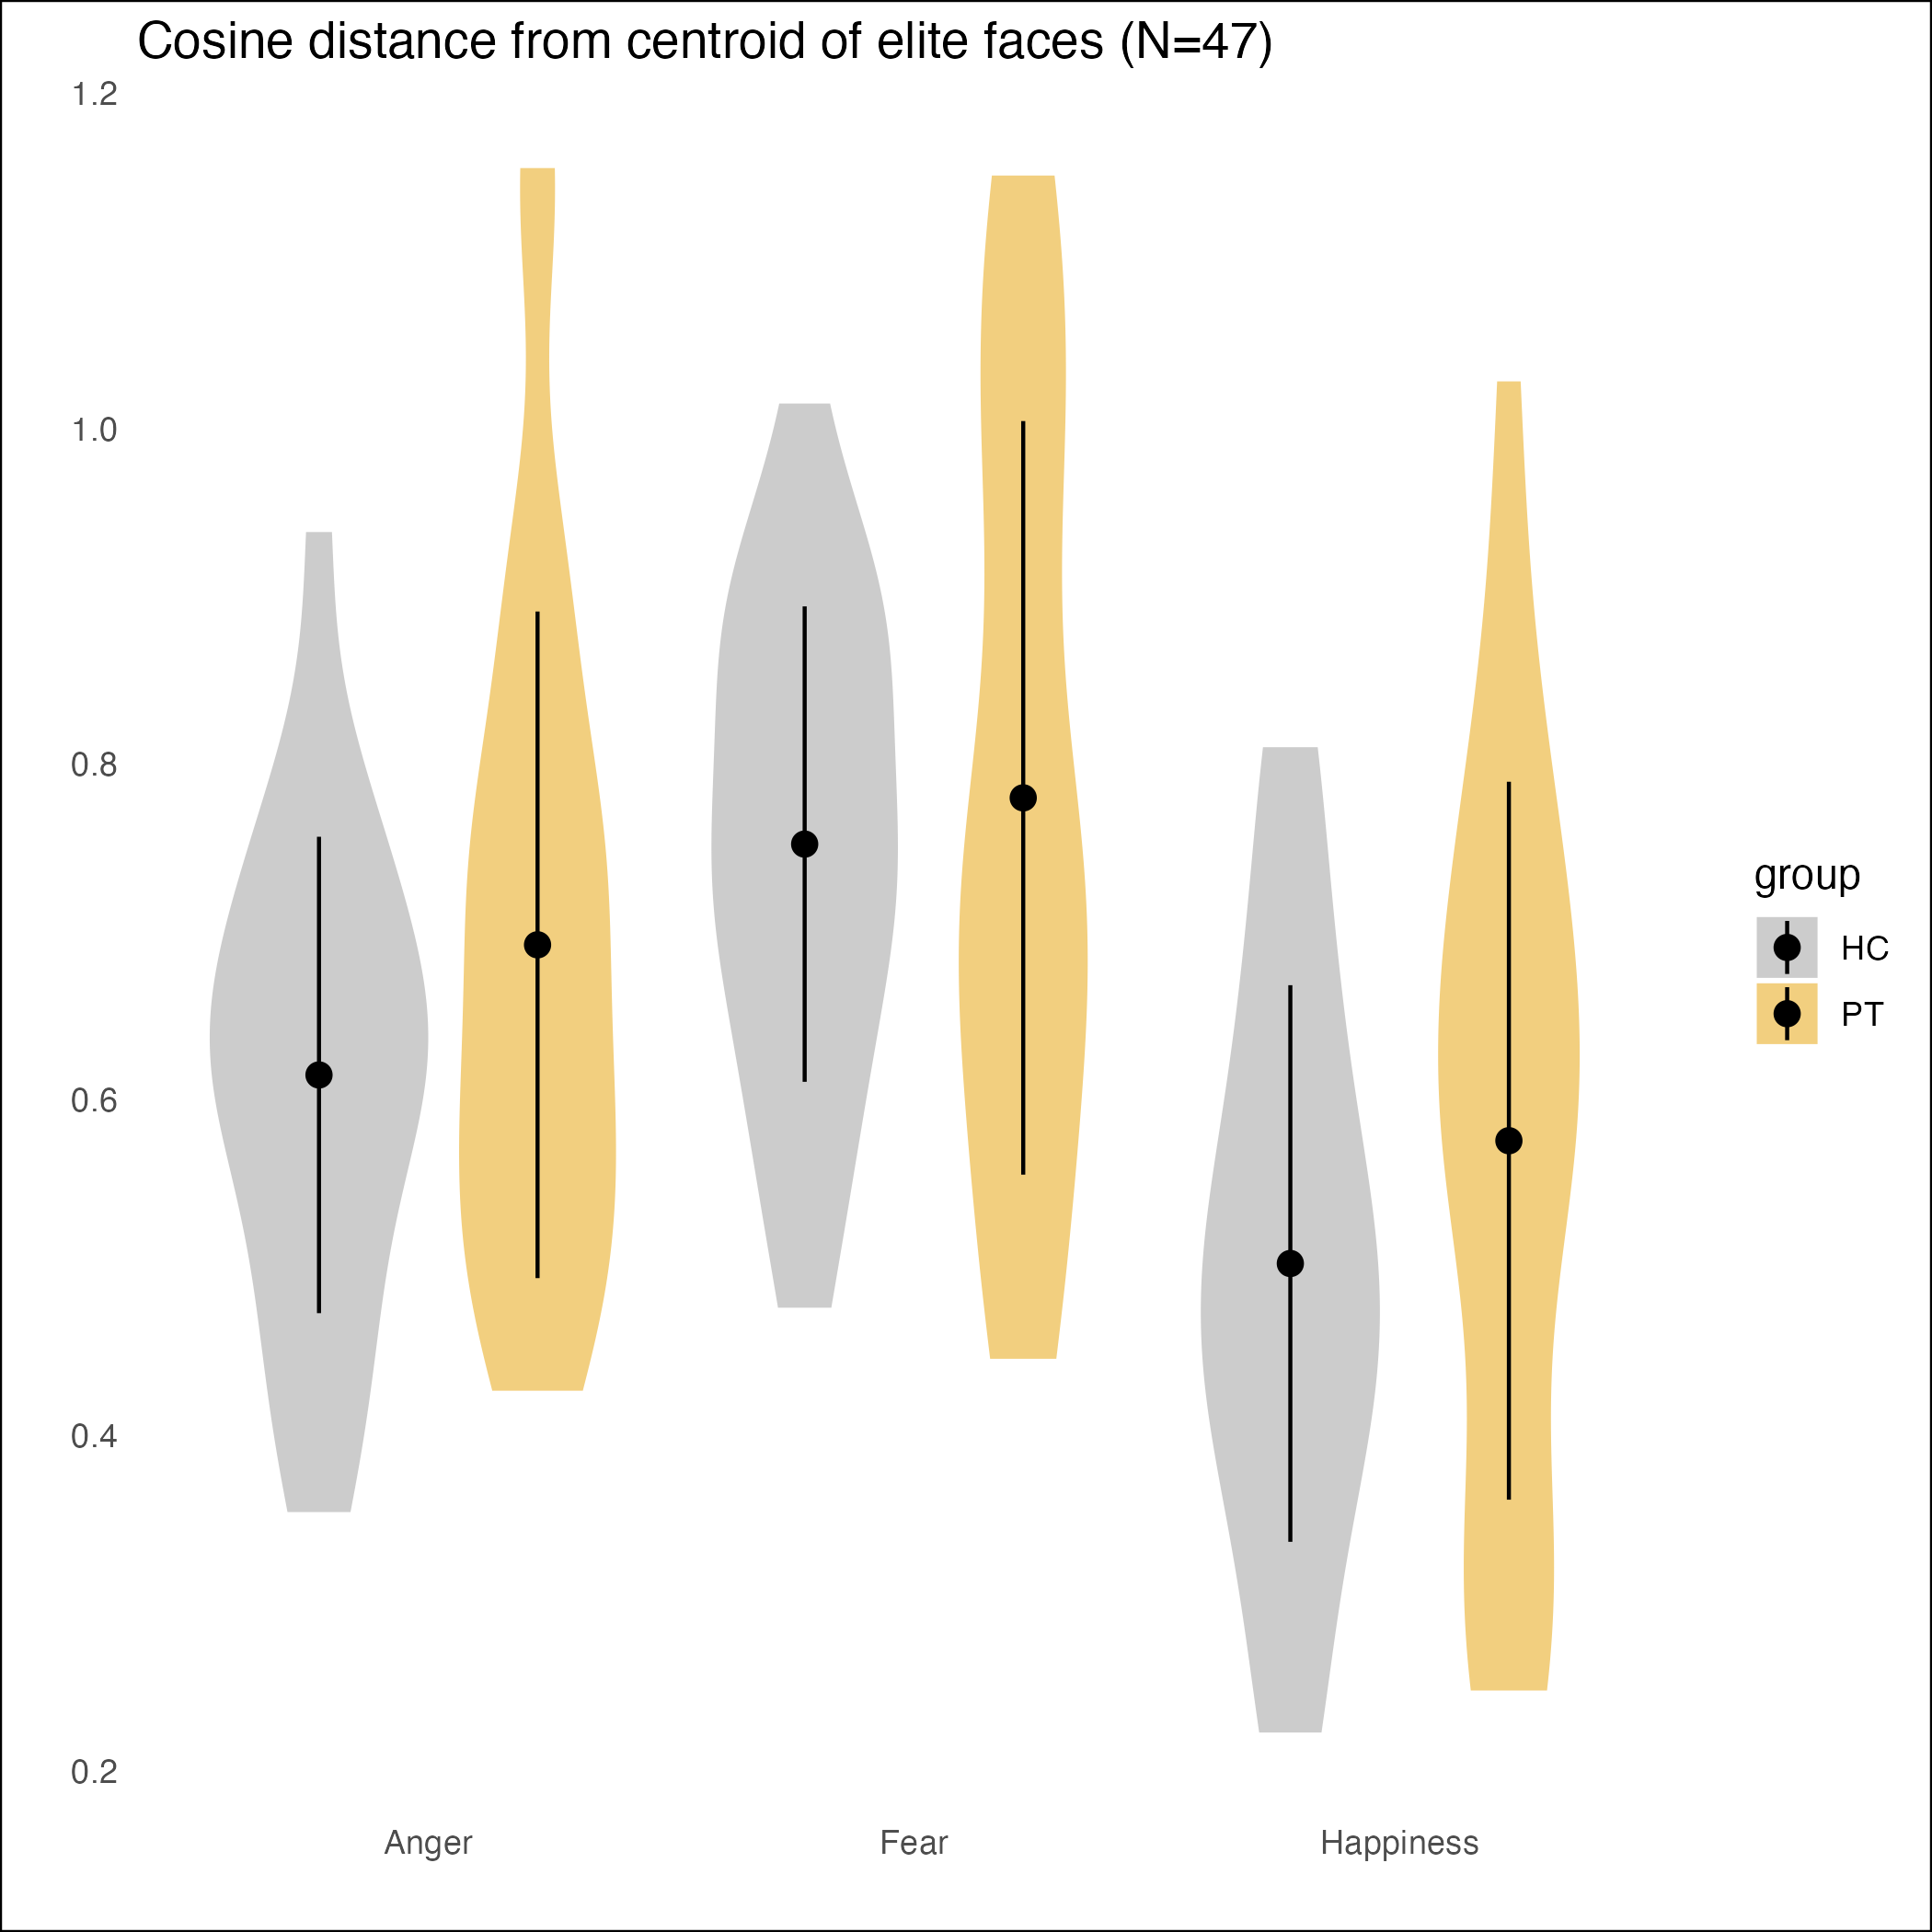 Cosine distance from centroid of elite faces (N=47)
1.2
1.0
0.8
0.6
0.4
0.2
Anger
Fear
Happiness
group
HC
PT